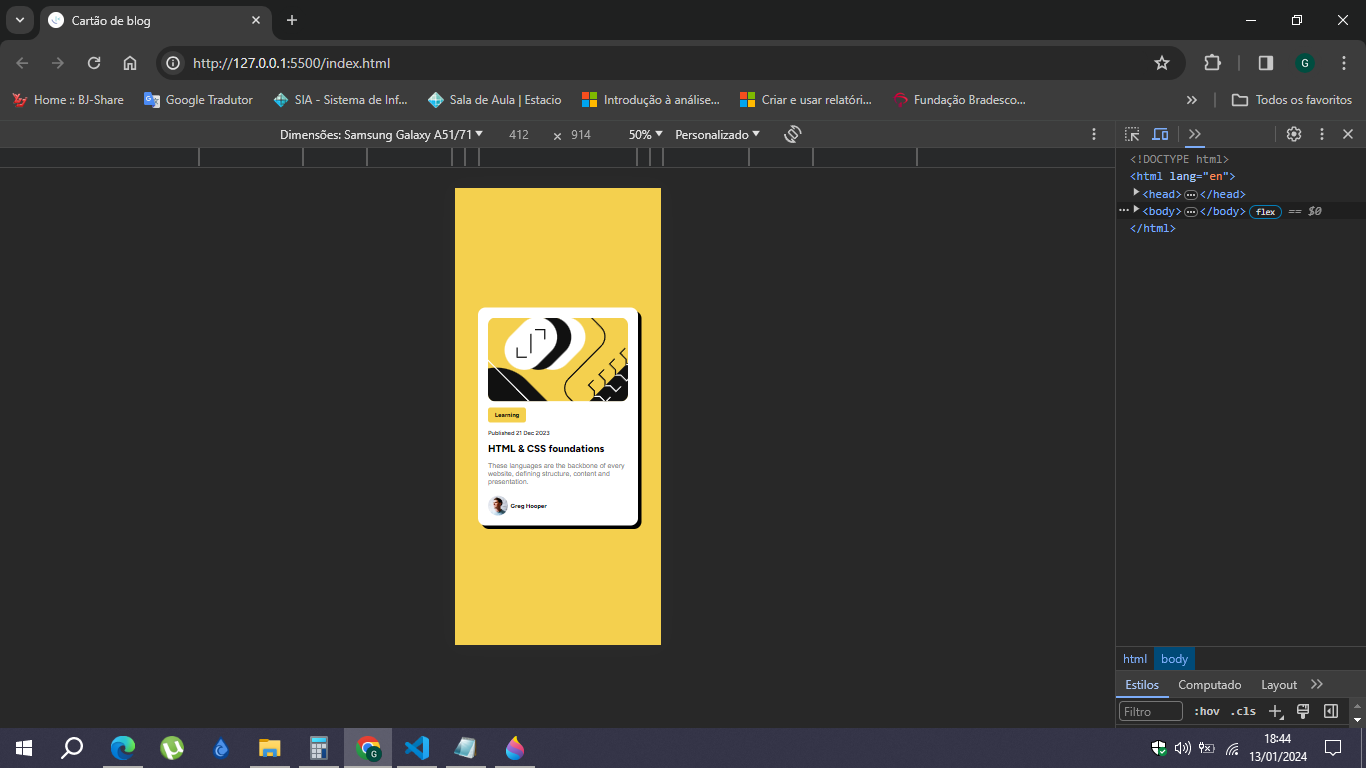 Cartão de blog
http://127.0.0.1:5500/index.html
G
Home :: BJ-Share
Google Tradutor
SIA - Sistema de Inf...
Sala de Aula | Estacio
Introdução à análise...
Criar e usar relatóri...
Fundação Bradesco...
Todos os favoritos
Dimensões: Samsung Galaxy A51/71
412
×
914
50%
Personalizado
<!DOCTYPE html>
<html lang="en">
<head> ••• </head>
••• <body> ••• </body> flex == $0
</html>
Learning
Published 21 Dec 2023
HTML & CSS foundations
These languages are the backbone of every
website, defining structure, content and
presentation.
Greg Hooper
html
body
Estilos
Computado
Layout
Filtro
:hov
.cls
18:44
13/01/2024